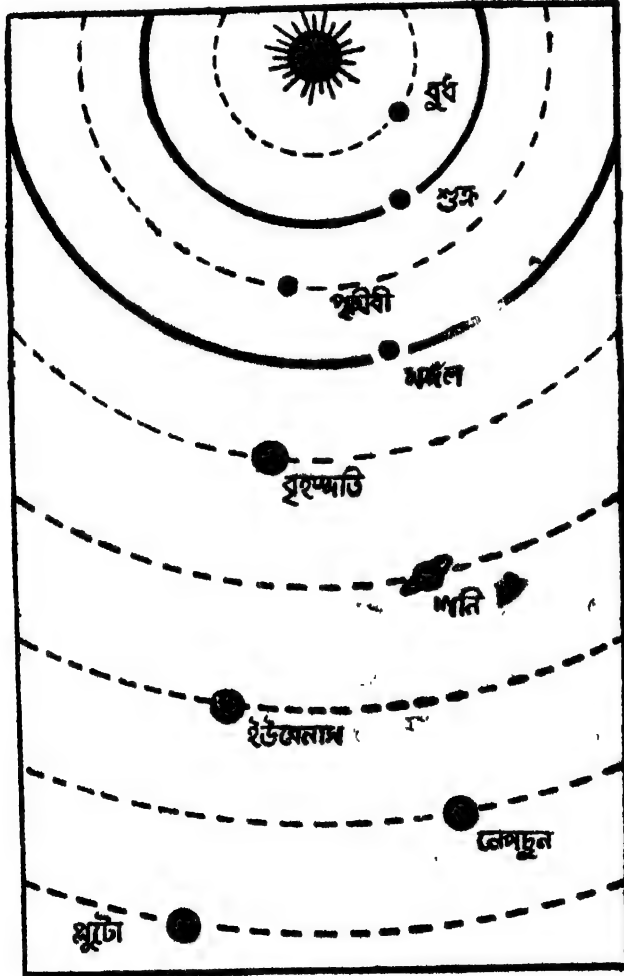 বুধ
শুক্র
পৃথিবী
মঙ্গল
বৃহস্পতি
শনি
ইউরেনাস
নেপচুন
প্লুটো